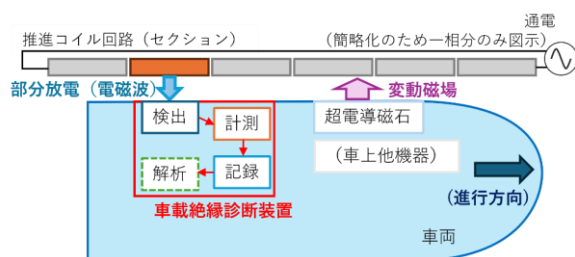 通電
推進コイル回路（セクション）
(簡略化のため一相分のみ図示)
部分放電（電磁波）
変動磁場
検出
計測
記録
解析
車載絶縁診断装置
超電導磁石
（車上他機器）
(進行方向)
車両